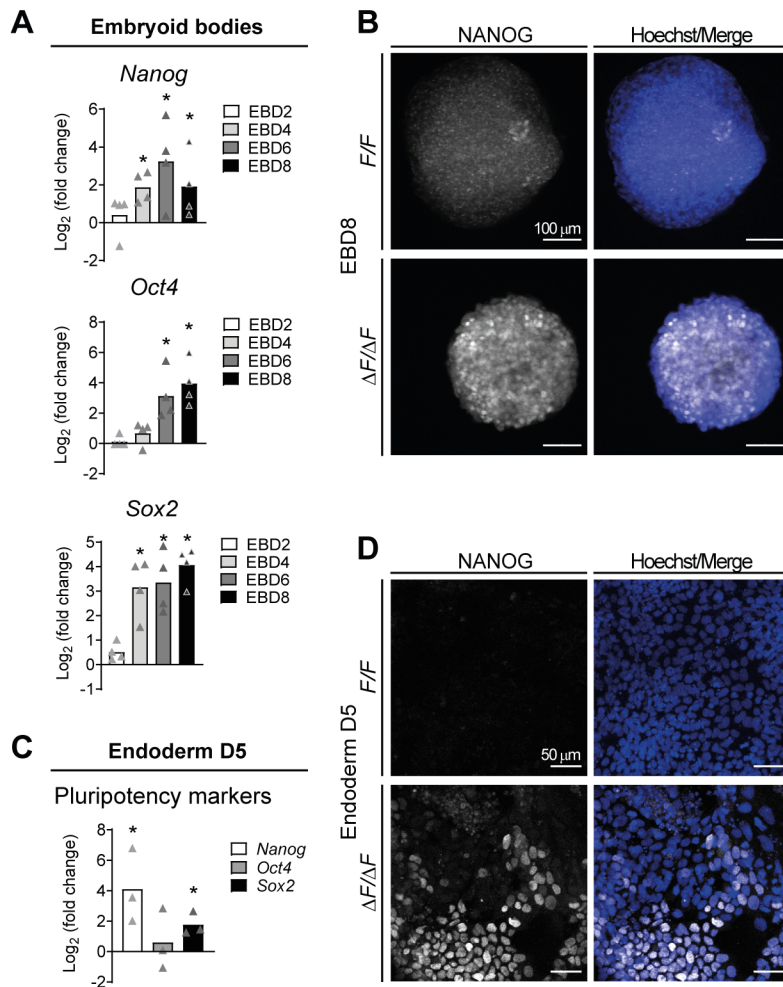 A
Embryoid bodies
Nanog
Log2 (fold change)
6
4
2
0
-2
*
*
*
EBD2
EBD4
EBD6
EBD8
Oct4
Log2 (fold change)
8
6
4
2
0
-2
*
*
EBD2
EBD4
EBD6
EBD8
Sox2
Log2 (fold change)
5
4
3
2
1
0
-1
*
*
*
EBD2
EBD4
EBD6
EBD8
B
NANOG
Hoechst/Merge
EBD8
F/F
100 µm
ΔF/ΔF
C
Endoderm D5
Pluripotency markers
Log2 (fold change)
8
6
4
2
0
*
*
Nanog
Oct4
Sox2
D
NANOG
Hoechst/Merge
Endoderm D5
F/F
50 µm
ΔF/ΔF